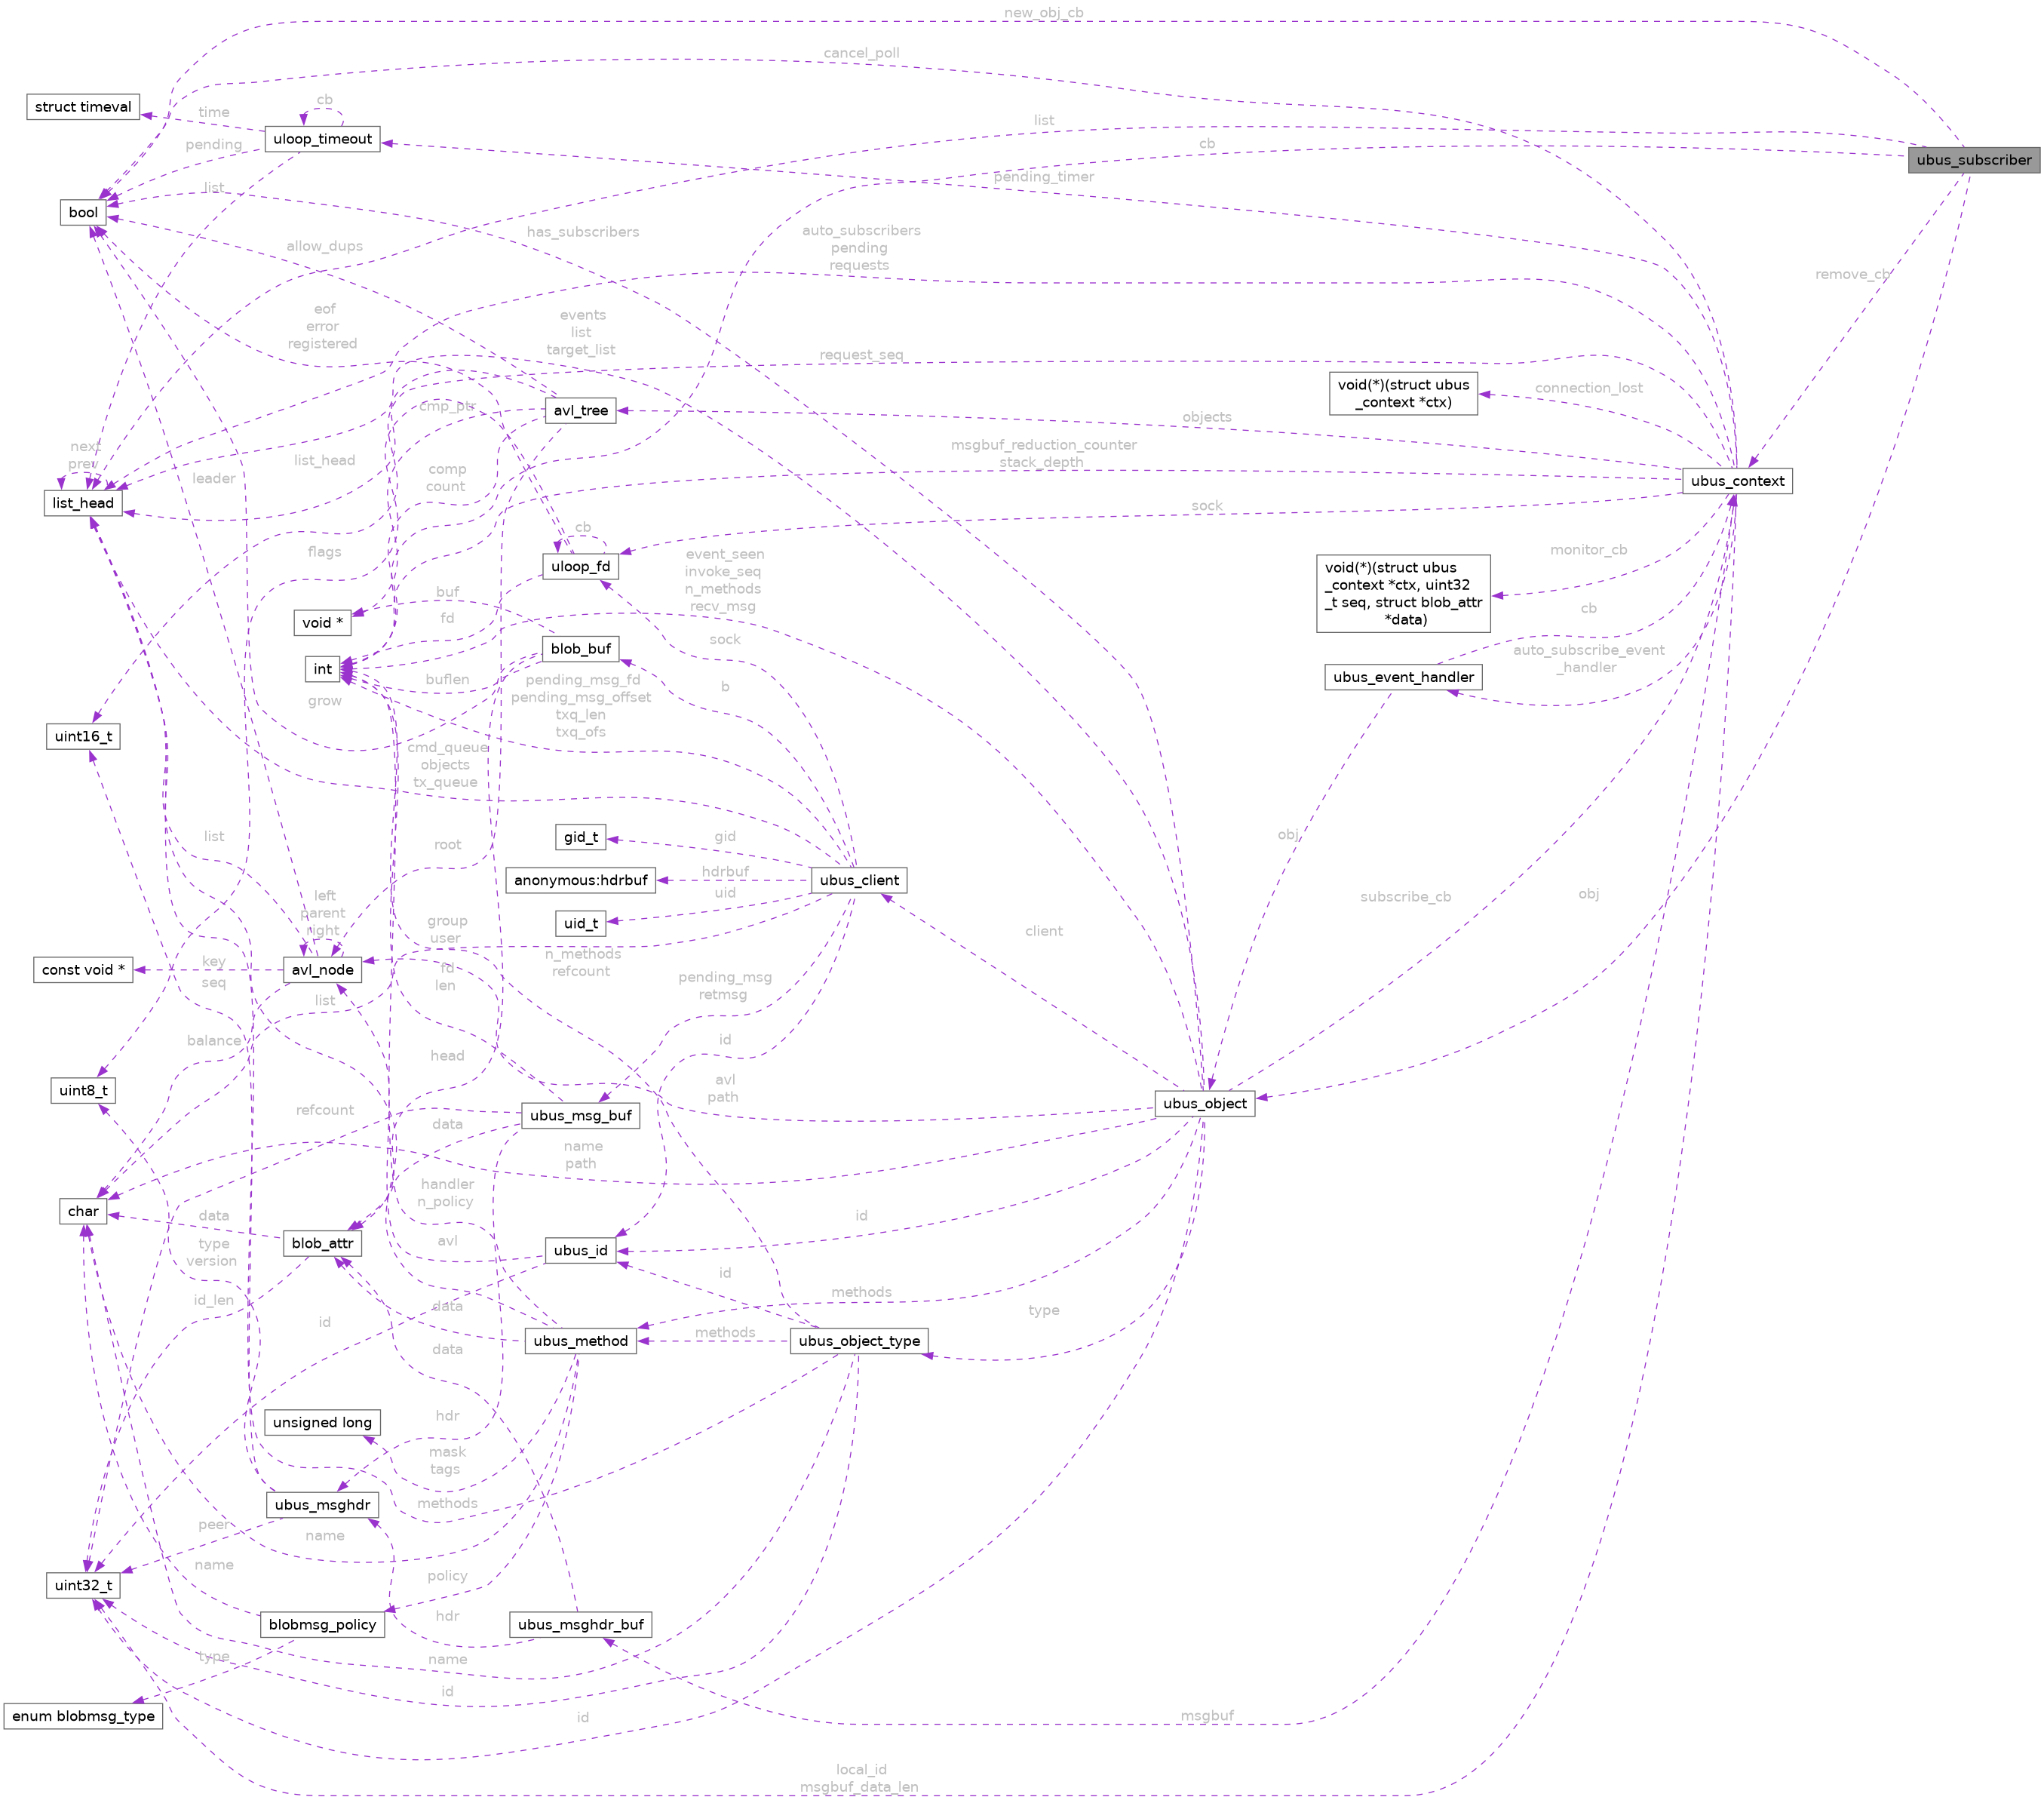 new_obj_cb
cancel_poll
struct timeval
time
cb
uloop_timeout
list
cb
ubus_subscriber
pending
pending_timer
list
bool
has_subscribers
auto_subscribers
pending
requests
allow_dups
remove_cb
eof
error
registered
events
list
target_list
request_seq
void(*)(struct ubus
_context *ctx)
connection_lost
avl_tree
cmp_ptr
objects
next
prev
list_head
msgbuf_reduction_counter
stack_depth
comp
count
leader
ubus_context
list_head
sock
cb
flags
uloop_fd
event_seen
invoke_seq
n_methods
recv_msg
monitor_cb
void(*)(struct ubus
_context *ctx, uint32
_t seq, struct blob_attr
*data)
buf
void *
fd
cb
sock
blob_buf
int
auto_subscribe_event
_handler
ubus_event_handler
buflen
pending_msg_fd
pending_msg_offset
txq_len
txq_ofs
b
grow
uint16_t
cmd_queue
objects
tx_queue
list
root
gid_t
gid
obj
anonymous:hdrbuf
hdrbuf
ubus_client
uid
left
parent
right
subscribe_cb
obj
uid_t
group
user
client
const void *
key
seq
avl_node
fd
len
n_methods
refcount
pending_msg
retmsg
list
balance
id
head
uint8_t
avl
path
refcount
ubus_msg_buf
ubus_object
data
name
path
handler
n_policy
char
data
id
type
version
blob_attr
avl
ubus_id
id
id_len
data
methods
id
type
ubus_method
methods
ubus_object_type
data
unsigned long
hdr
mask
tags
ubus_msghdr
methods
peer
name
name
uint32_t
policy
blobmsg_policy
hdr
ubus_msghdr_buf
type
name
id
enum blobmsg_type
id
msgbuf
local_id
msgbuf_data_len